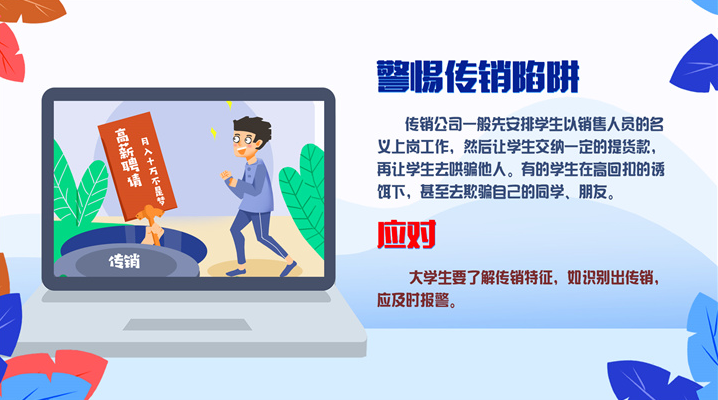 警惕传销陷阱
传销公司一般先安排学生以销售人员的名
义上岗工作，然后让学生交纳一定的提货款，
再让学生去哄骗他人。有的学生在高回扣的诱
饵下，甚至去欺骗自己的同学、朋友。
应对
大学生要了解传销特征，如识别出传销，
应及时报警。
高薪聘请
月入十万不是梦
传销